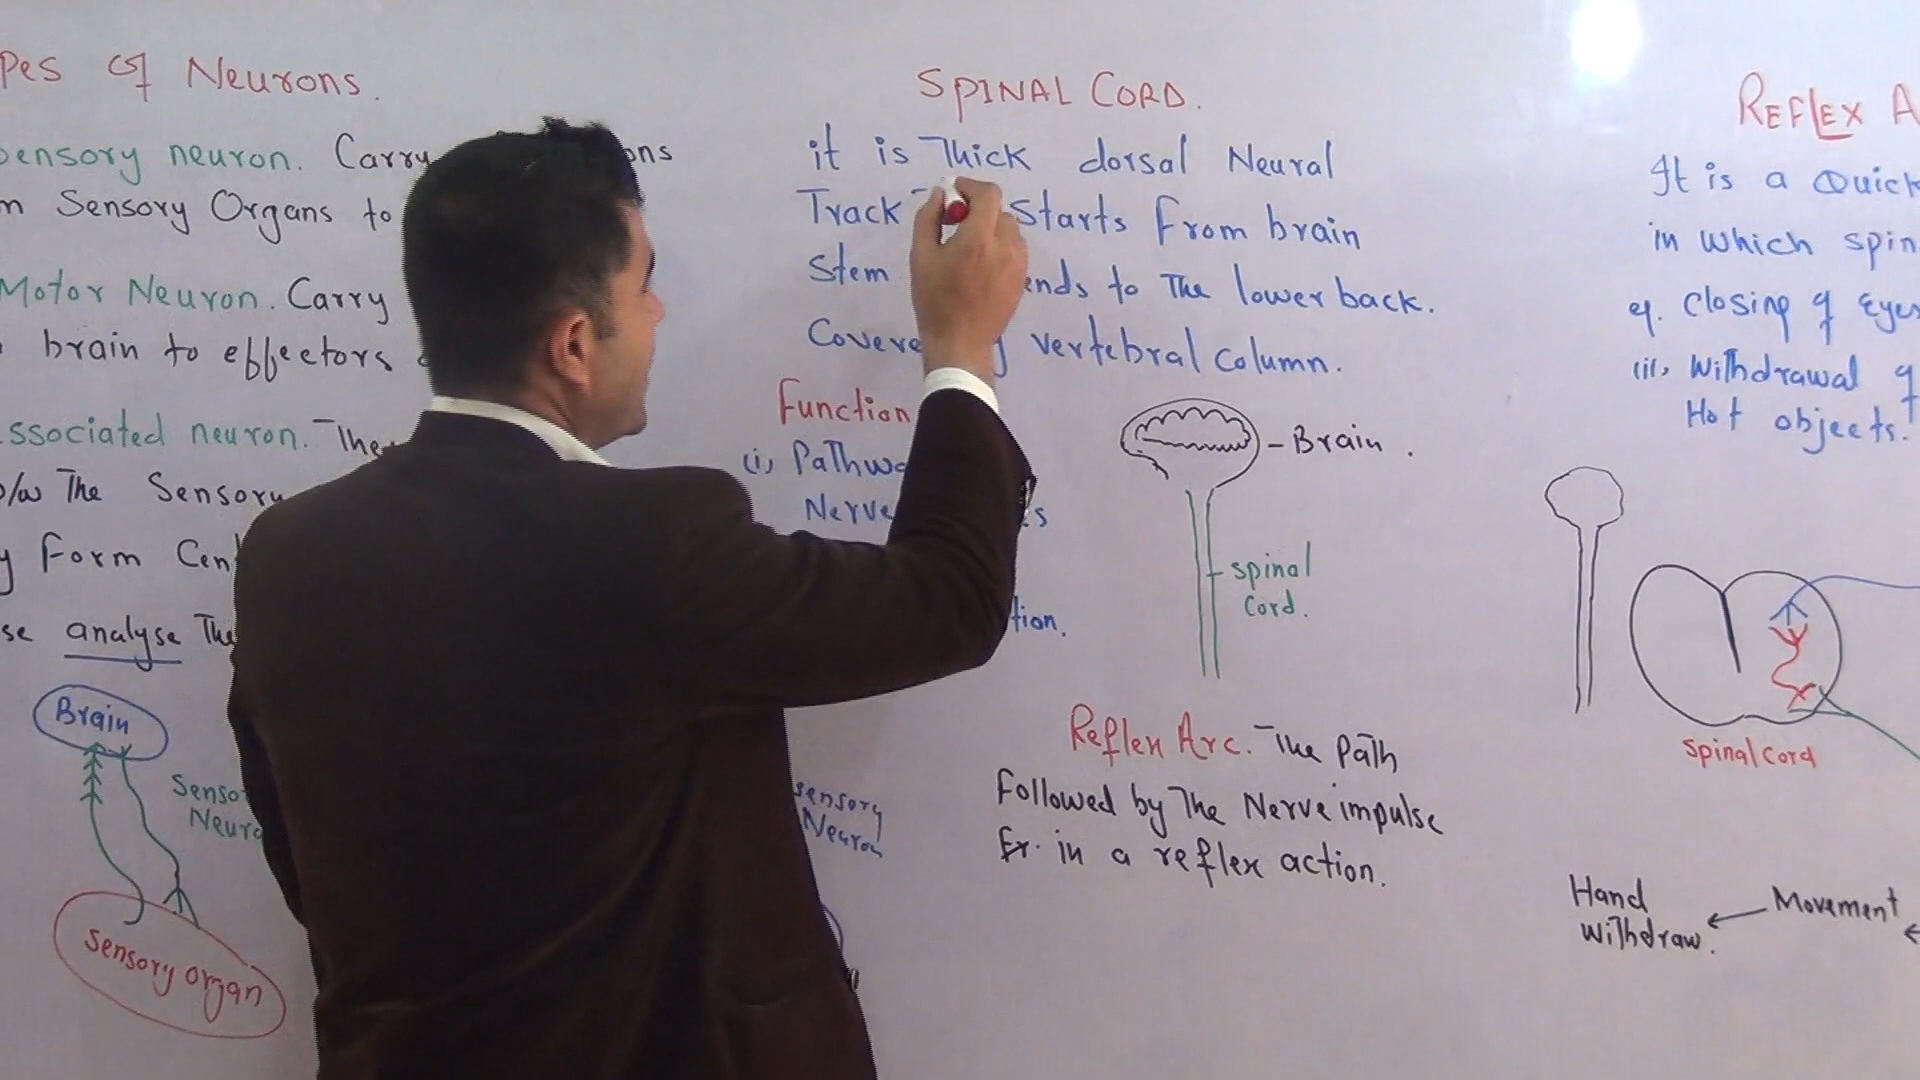 pes of Neurons.
Sensory neuron. Carry
Sensory Organs to
Motor Neuron. Carry
brain to effectors
ssociated neuron. The
b/w The Sensory
y Form Cen
se analyse The
Brain
Senso
Neuro
Sensory organ
SPINAL CORD.
it is Thick dorsal Neural
Track Starts From brain
Stem ends to The lower back.
Covere vertebral Column.
Function
(i) Pathwa
Nerve
tion.
Brain.
spinal
Cord.
sensory
Neuron
Reflex Arc. The Path
Followed by The Nerve impulse
in a reflex action.
REFLEX A
It is a Quick
in which spin
eg. Closing of Eyes
(ii) Withdrawal of
Hot objects.
Spinal cord
Hand Movement
Withdraw.